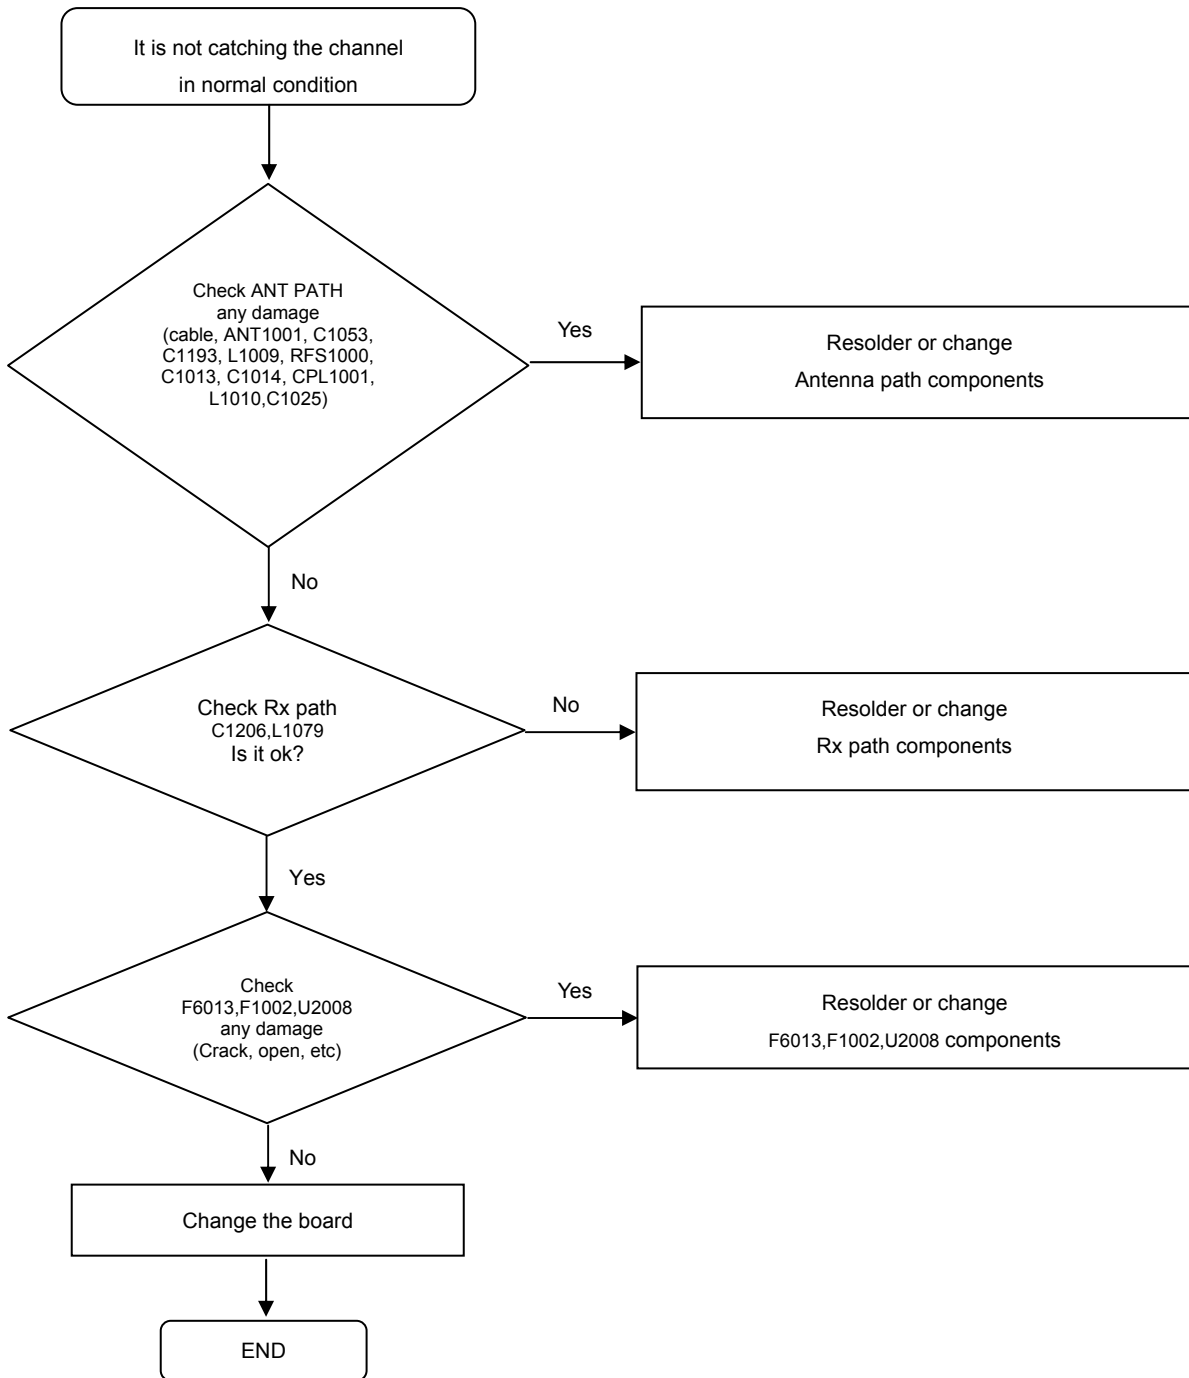 It is not catching the channel
in normal condition
Check ANT PATH
any damage
(cable, ANT1001, C1053,
C1193, L1009, RFS1000,
C1013, C1014, CPL1001,
L1010,C1025)
Yes
Resolder or change
Antenna path components
No
Check Rx path
C1206,L1079
Is it ok?
No
Resolder or change
Rx path components
Yes
Check
F6013,F1002,U2008
any damage
(Crack, open, etc)
Yes
Resolder or change
F6013,F1002,U2008 components
No
Change the board
END